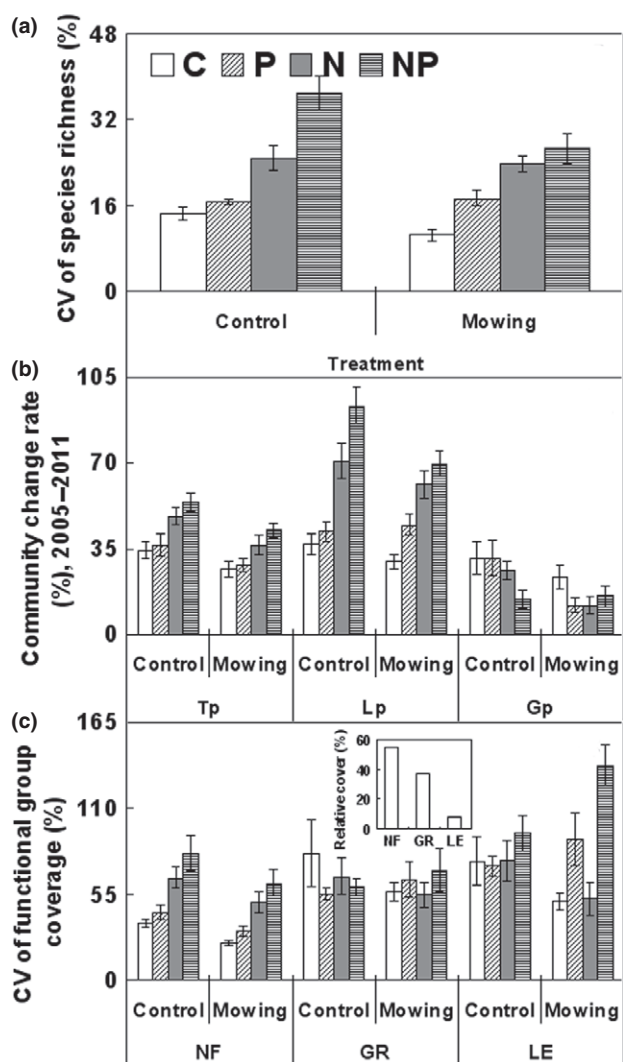 (a)
CV of species richness (%)
48
32
16
0
C P N NP
Control Mowing
Treatment
(b)
Community change rate
(%), 2005–2011
105
70
35
0
Control Mowing Control Mowing Control Mowing
Tp Lp Gp
(c)
CV of functional group
coverage (%)
165
110
55
0
Relative cover (%)
60
40
20
0
NF GR LE
Control Mowing Control Mowing Control Mowing
NF GR LE